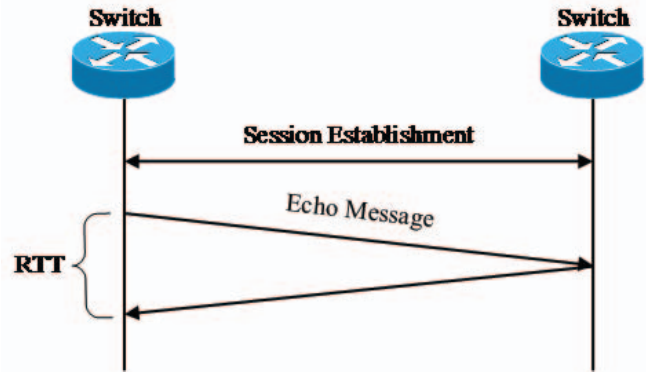 Switch
Switch
Session Establishment
Echo Message
RTT